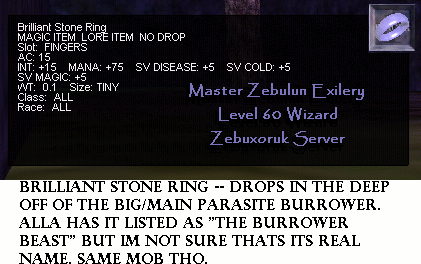 Brilliant Stone Ring
MAGIC ITEM  LORE ITEM  NO DROP
Slot:  FINGERS
AC: 15
INT: +15    MANA: +75    SV DISEASE: +5    SV COLD: +5
SV MAGIC: +5
WT:  0.1    Size: TINY
Class:  ALL
Race:  ALL
Master Zebulun Exilery
Level 60 Wizard
Zebuxoruk Server
BRILLIANT STONE RING -- DROPS IN THE DEEP
OFF OF THE BIG/MAIN PARASITE BURROWER.
ALLA HAS IT LISTED AS "THE BURROWER
BEAST" BUT IM NOT SURE THATS ITS REAL
NAME. SAME MOB THO.